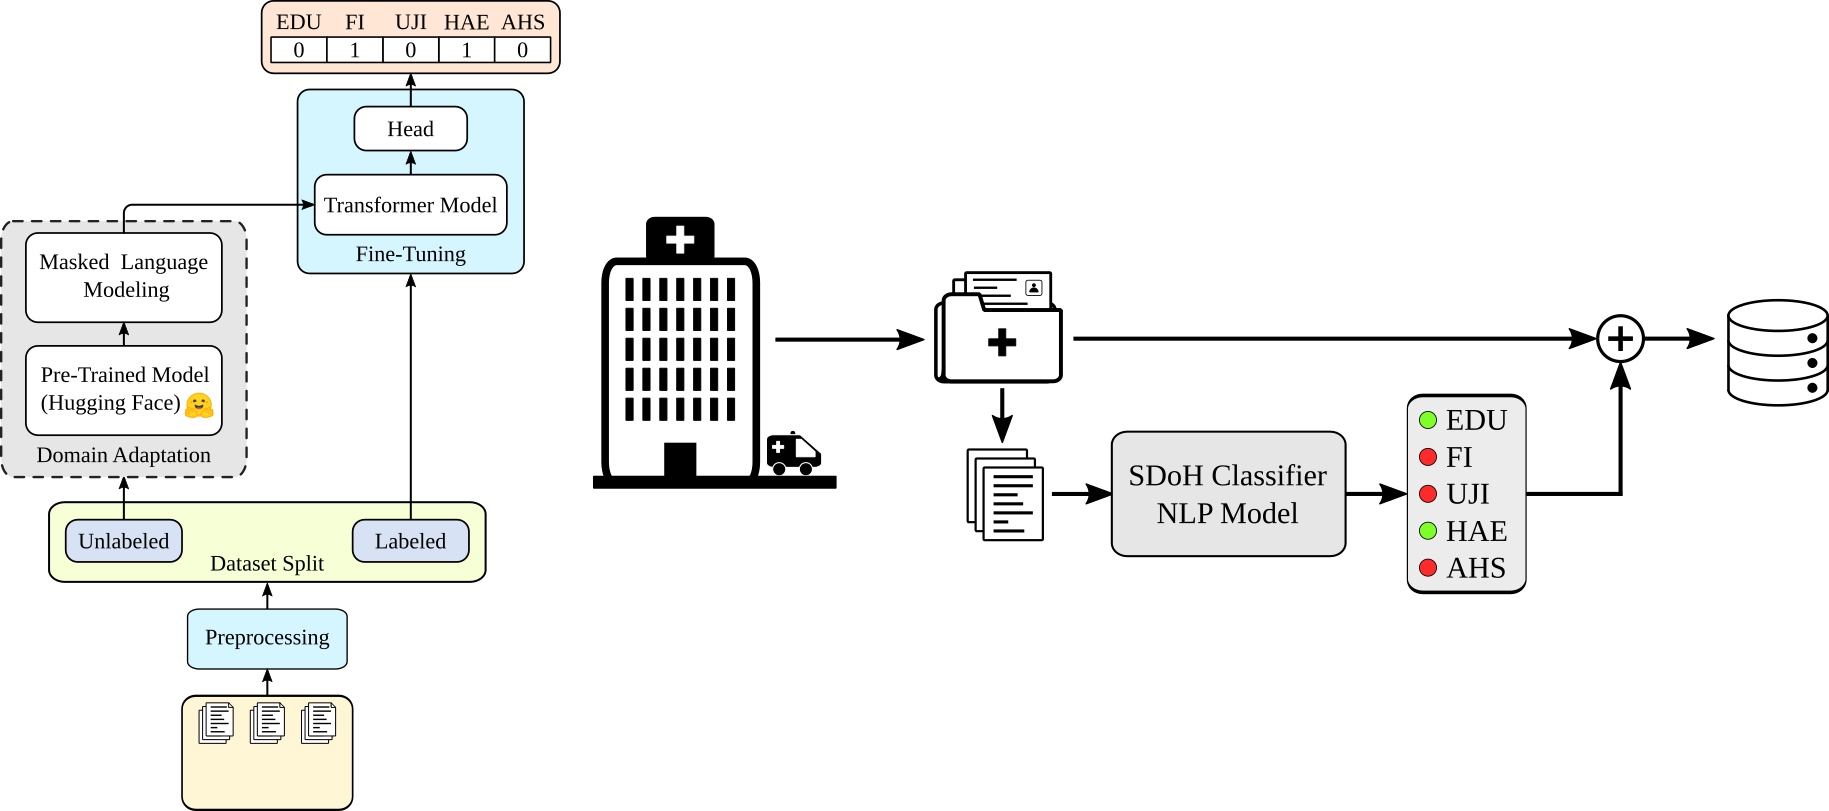 EDU FI UJI HAE AHS
0 1 0 1 0
Head
Transformer Model
Fine-Tuning
Masked Language
Modeling
Pre-Trained Model
(Hugging Face)
Domain Adaptation
Unlabeled
Labeled
Dataset Split
Preprocessing
SDoH Classifier
NLP Model
EDU
FI
UJI
HAE
AHS